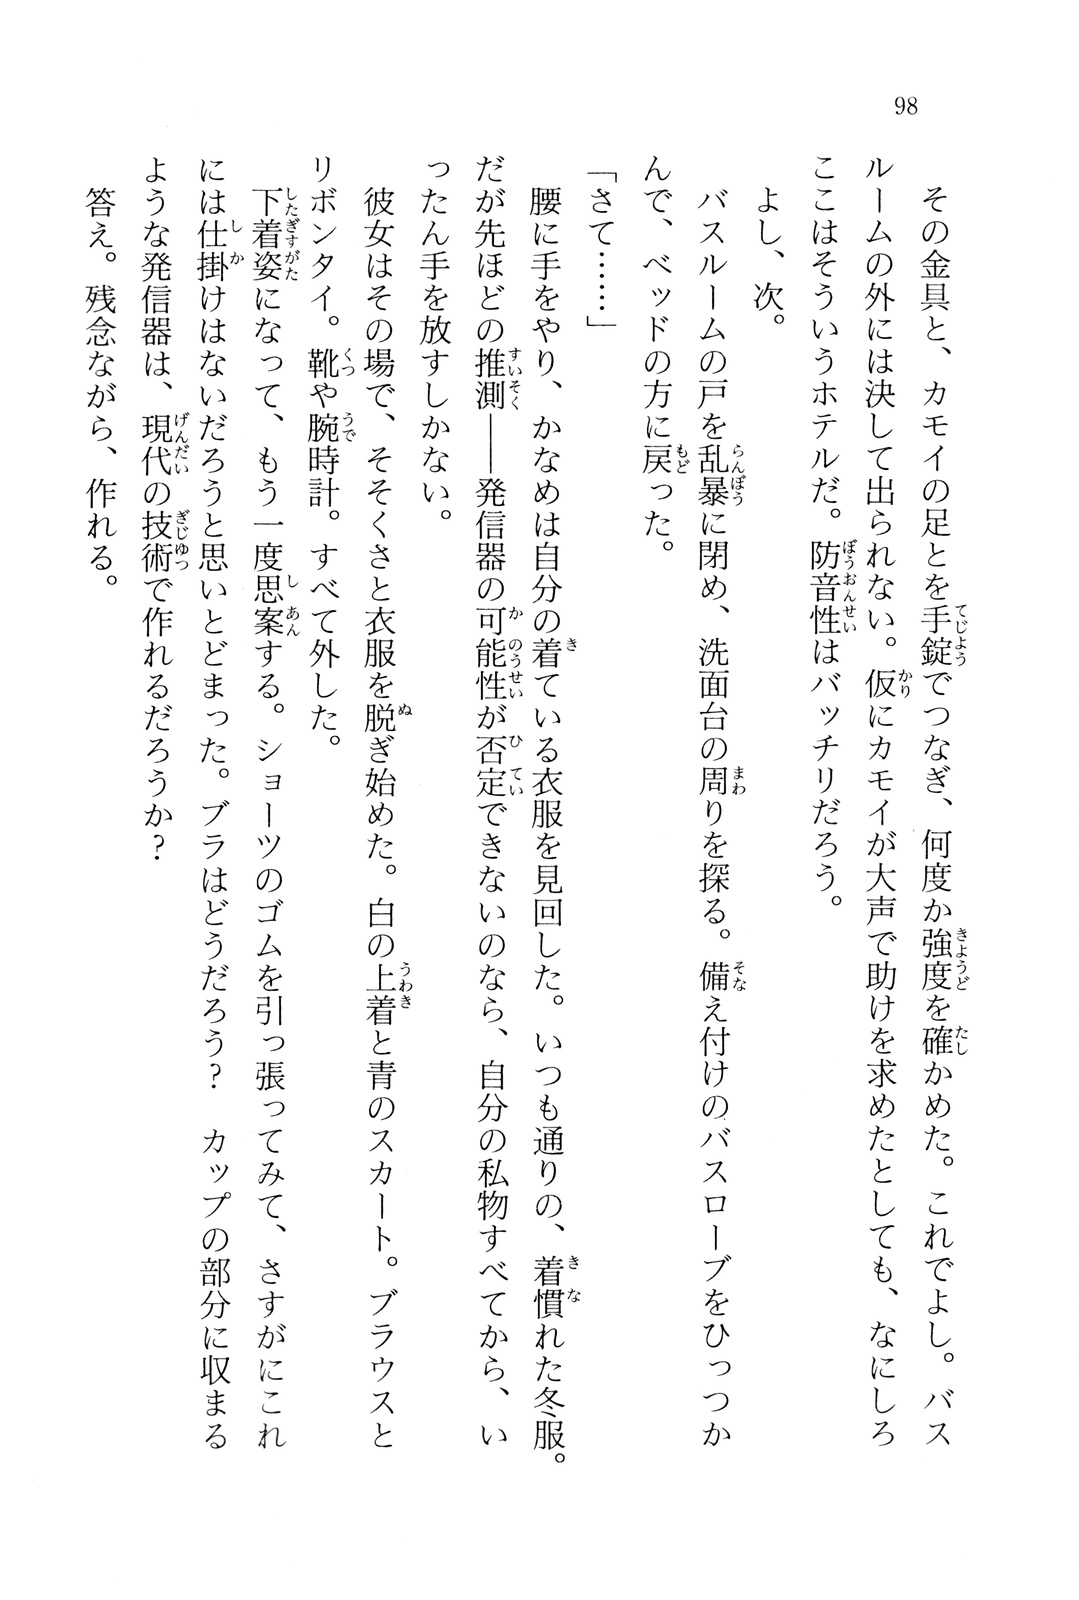 98
　その金具と、カモイの足とを手錠でつなぎ、何度か強度を確かめた。これでよし。バス
ルームの外には決して出られない。仮にカモイが大声で助けを求めたとしても、なにしろ
ここはそういうホテルだ。防音性はバッチリだろう。
　よし、次。
　バスルームの戸を乱暴に閉め、洗面台の周りを探る。備え付けのバスローブをひっつか
んで、ベッドの方に戻った。
「さて……」
　腰に手をやり、かなめは自分の着ている衣服を見回した。いつも通りの、着慣れた冬服。
だが先ほどの推測――発信器の可能性が否定できないのなら、自分の私物すべてから、い
ったん手を放すしかない。
　彼女はその場で、そそくさと衣服を脱ぎ始めた。白の上着と青のスカート。ブラウスと
リボンタイ。靴や腕時計。すべて外した。
　下着姿になって、もう一度思案する。ショーツのゴムを引っ張ってみて、さすがにこれ
には仕掛けはないだろうと思いとどまった。ブラはどうだろう？　カップの部分に収まる
ような発信器は、現代の技術で作れるだろうか？
　答え。残念ながら、作れる。